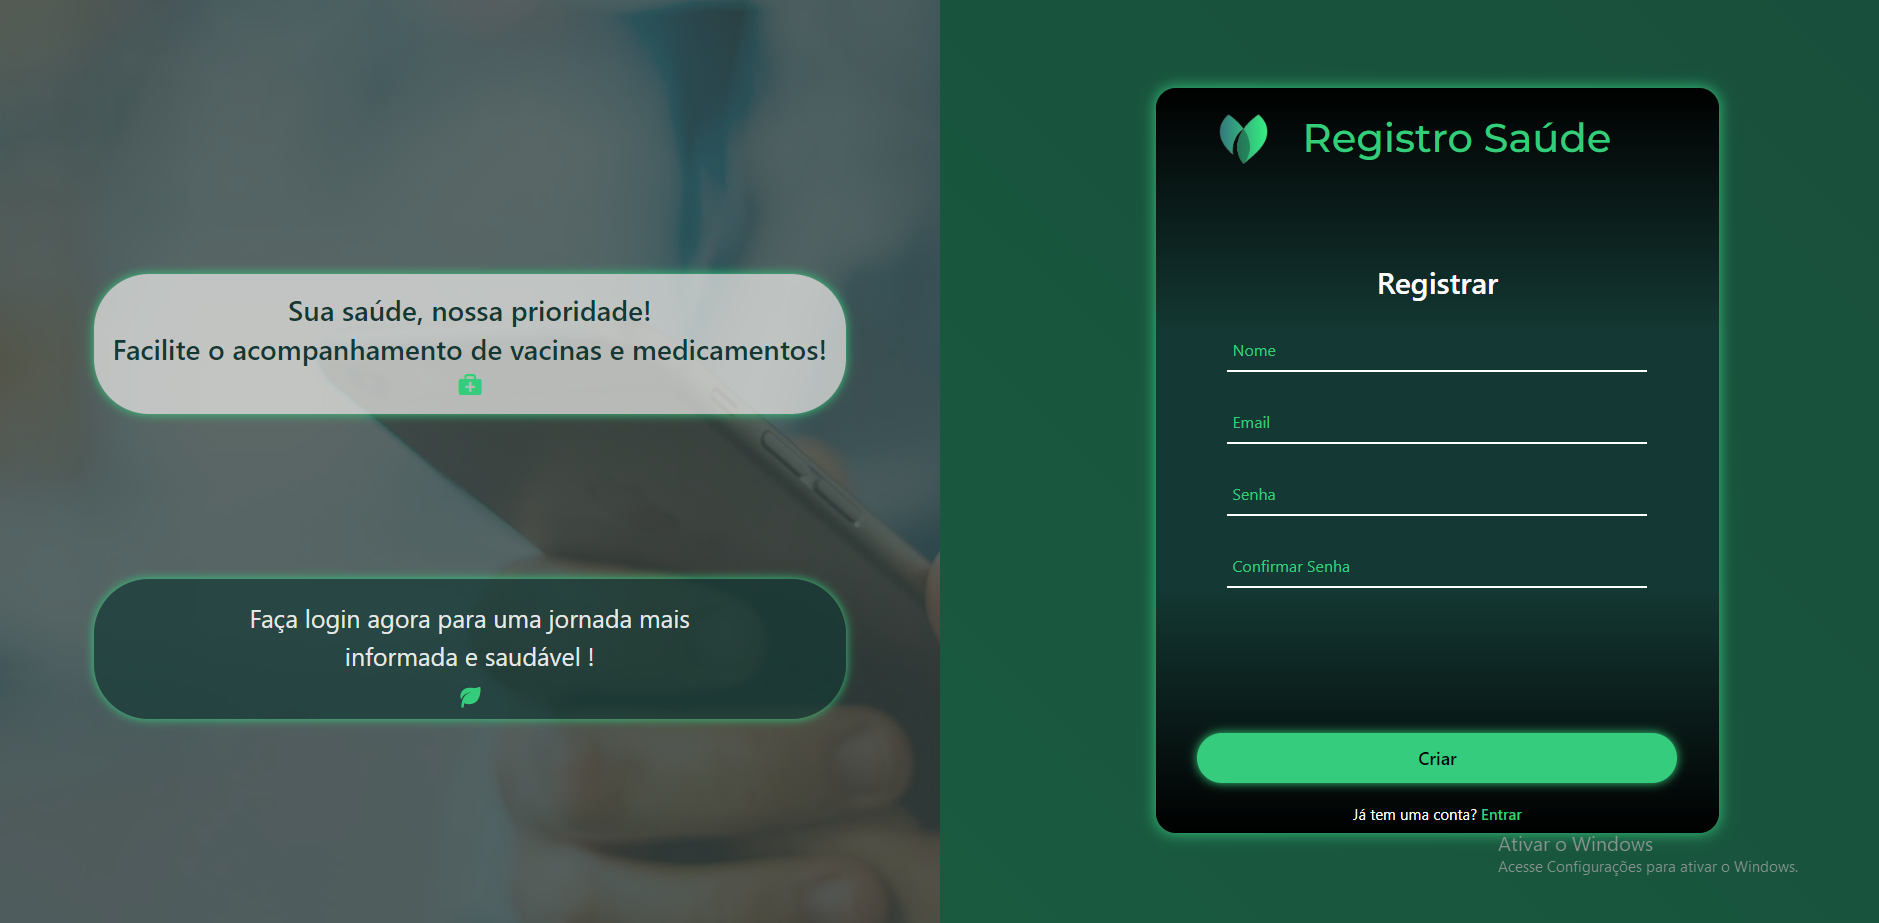 Sua saúde, nossa prioridade!
Facilite o acompanhamento de vacinas e medicamentos!
Faça login agora para uma jornada mais
informada e saudável !
Registro Saúde
Registrar
Nome
Email
Senha
Confirmar Senha
Criar
Já tem uma conta? Entrar
Ativar o Windows
Acesse Configurações para ativar o Windows.